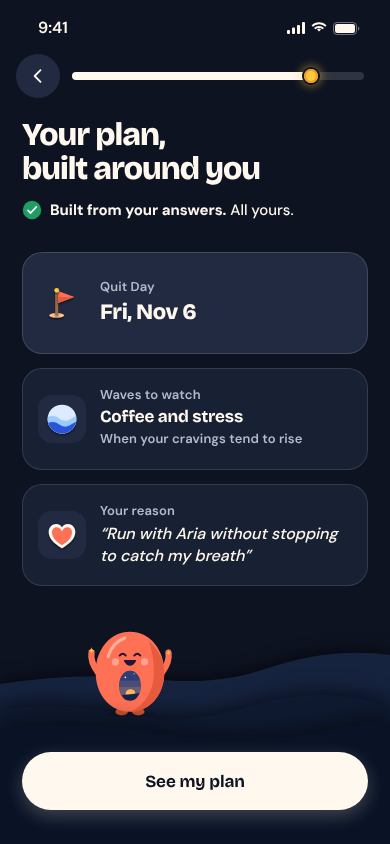 9:41
Your plan,
built around you
Built from your answers. All yours.
Quit Day
Fri, Nov 6
Waves to watch
Coffee and stress
When your cravings tend to rise
Your reason
“Run with Aria without stopping
to catch my breath”
See my plan